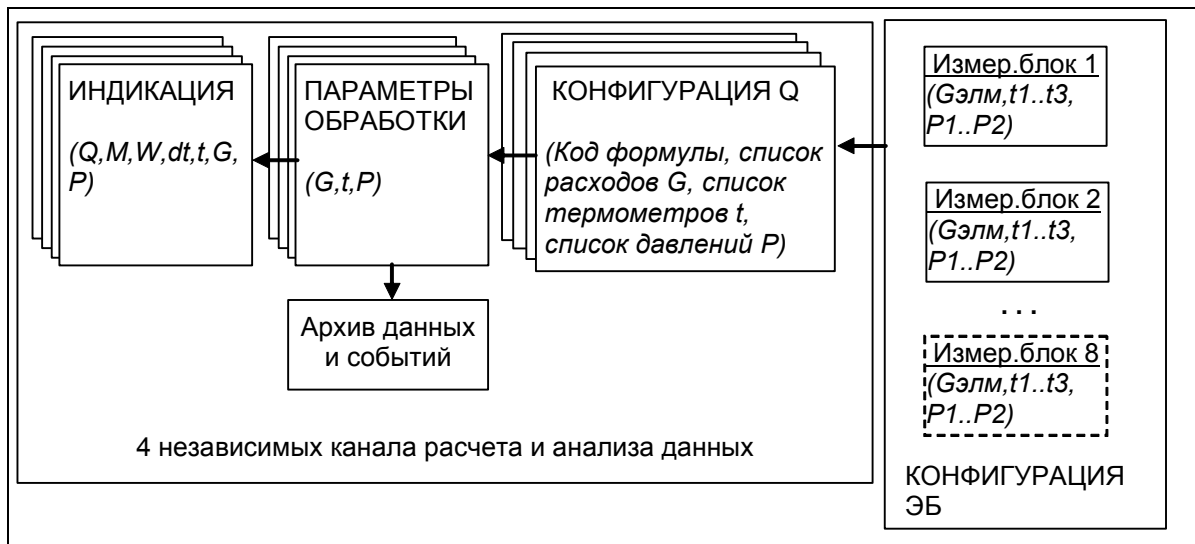 ИНДИКАЦИЯ
(Q,M,W,dt,t,G,
P)
ПАРАМЕТРЫ
ОБРАБОТКИ
(G,t,P)
КОНФИГУРАЦИЯ Q
(Код формулы, список
расходов G, список
термометров t,
список давлений P)
Архив данных
и событий
4 независимых канала расчета и анализа данных
Измер.блок 1
(Gэлм,t1..t3,
P1..P2)
Измер.блок 2
(Gэлм,t1..t3,
P1..P2)
. . .
Измер.блок 8
(Gэлм,t1..t3,
P1..P2)
КОНФИГУРАЦИЯ
ЭБ